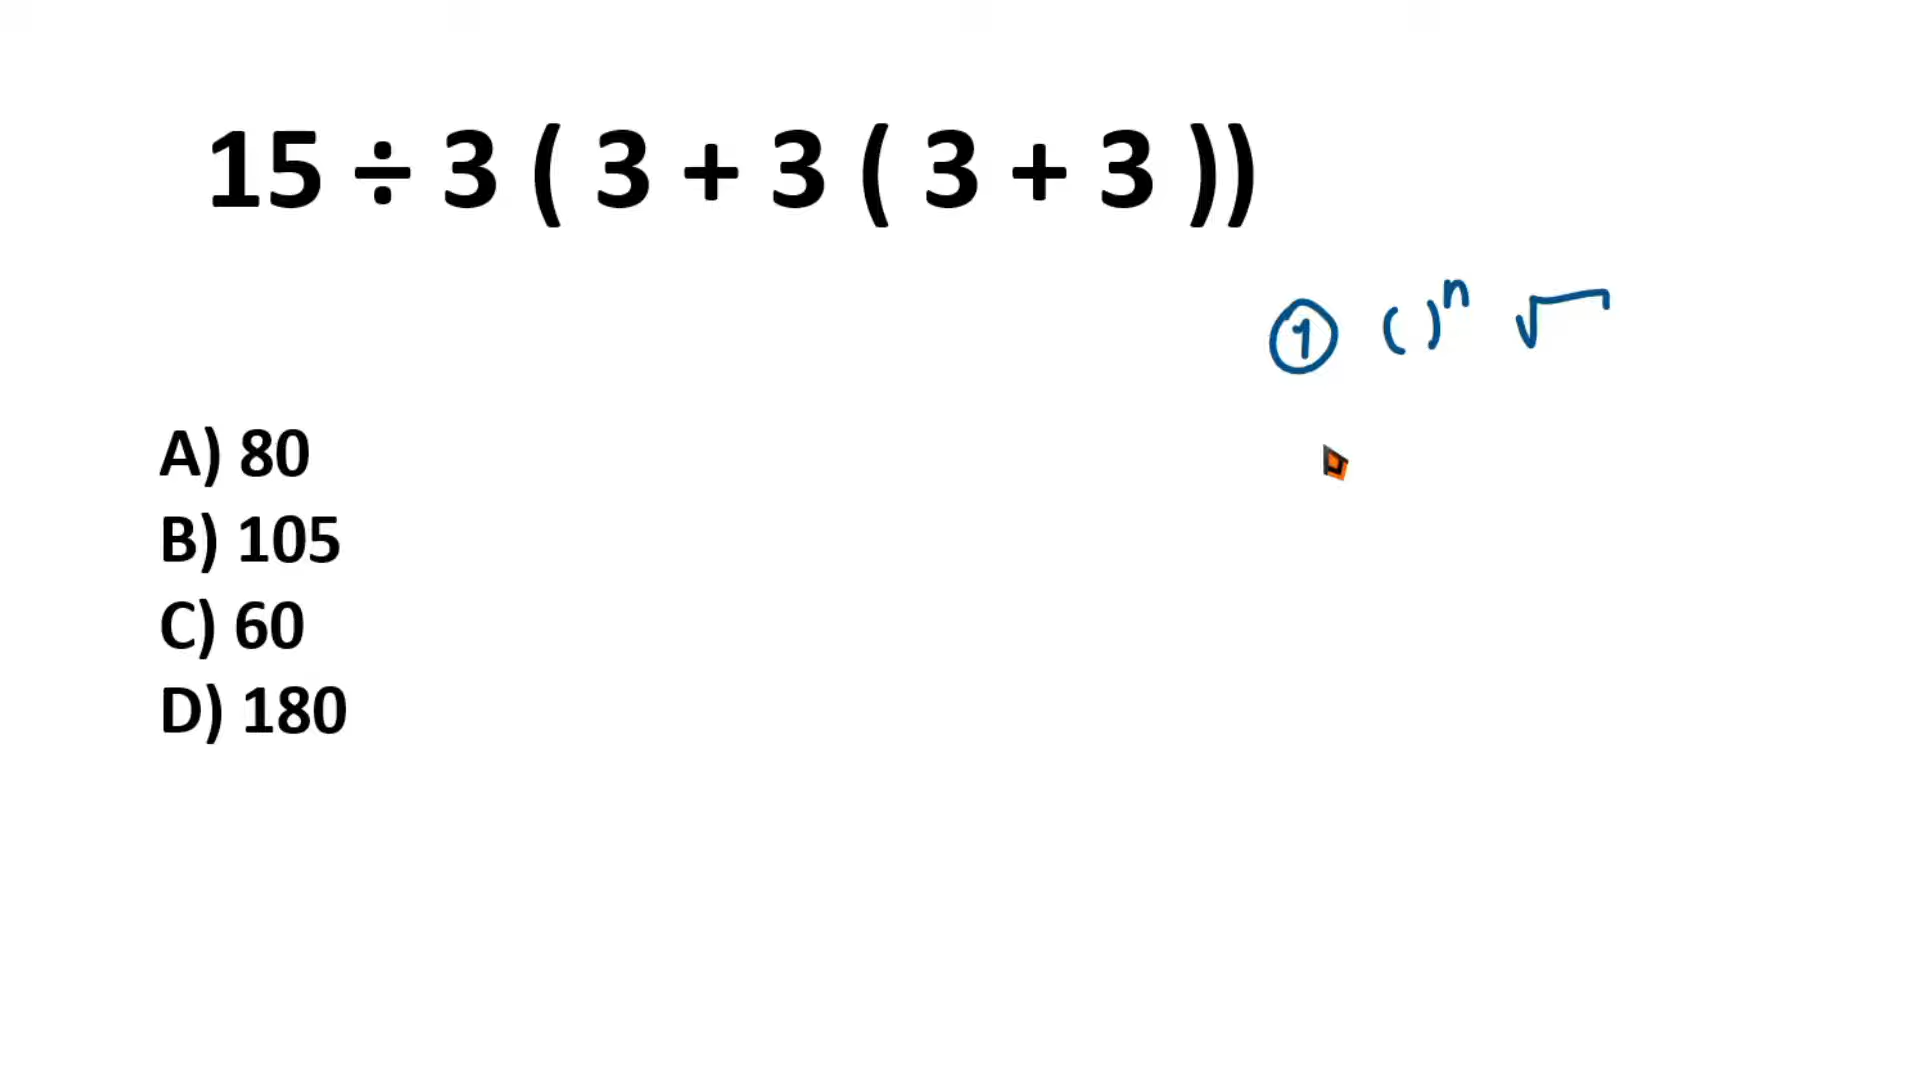 15 ÷ 3 ( 3 + 3 ( 3 + 3 ))
1 ( )ⁿ √
A) 80
B) 105
C) 60
D) 180